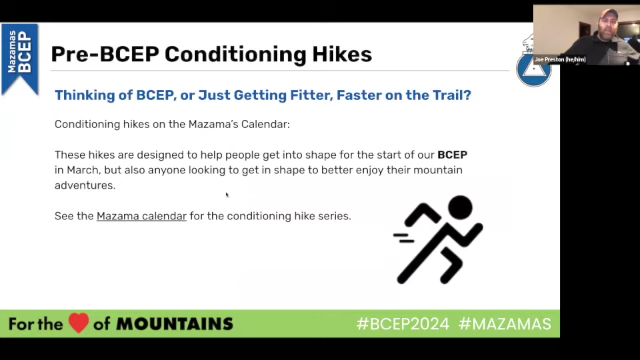 Mazamas
BCEP
Pre-BCEP Conditioning Hikes
Thinking of BCEP, or Just Getting Fitter, Faster on the Trail?
Conditioning hikes on the Mazama's Calendar:
These hikes are designed to help people get into shape for the start of our BCEP
in March, but also anyone looking to get in shape to better enjoy their mountain
adventures.
See the Mazama calendar for the conditioning hike series.
For the of MOUNTAINS
#BCEP2024 #MAZAMAS
Joe Preston (he/him)